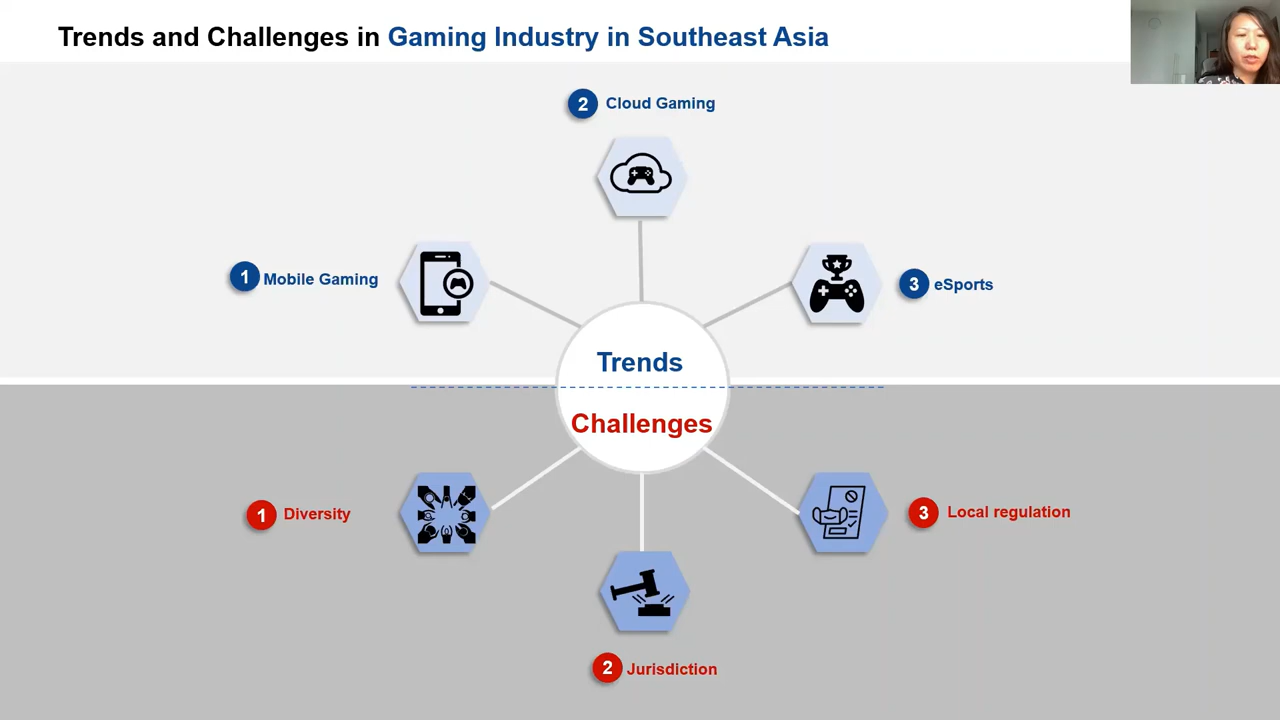 Trends and Challenges in Gaming Industry in Southeast Asia
2 Cloud Gaming
1 Mobile Gaming
3 eSports
Trends
Challenges
1 Diversity
3 Local regulation
2 Jurisdiction